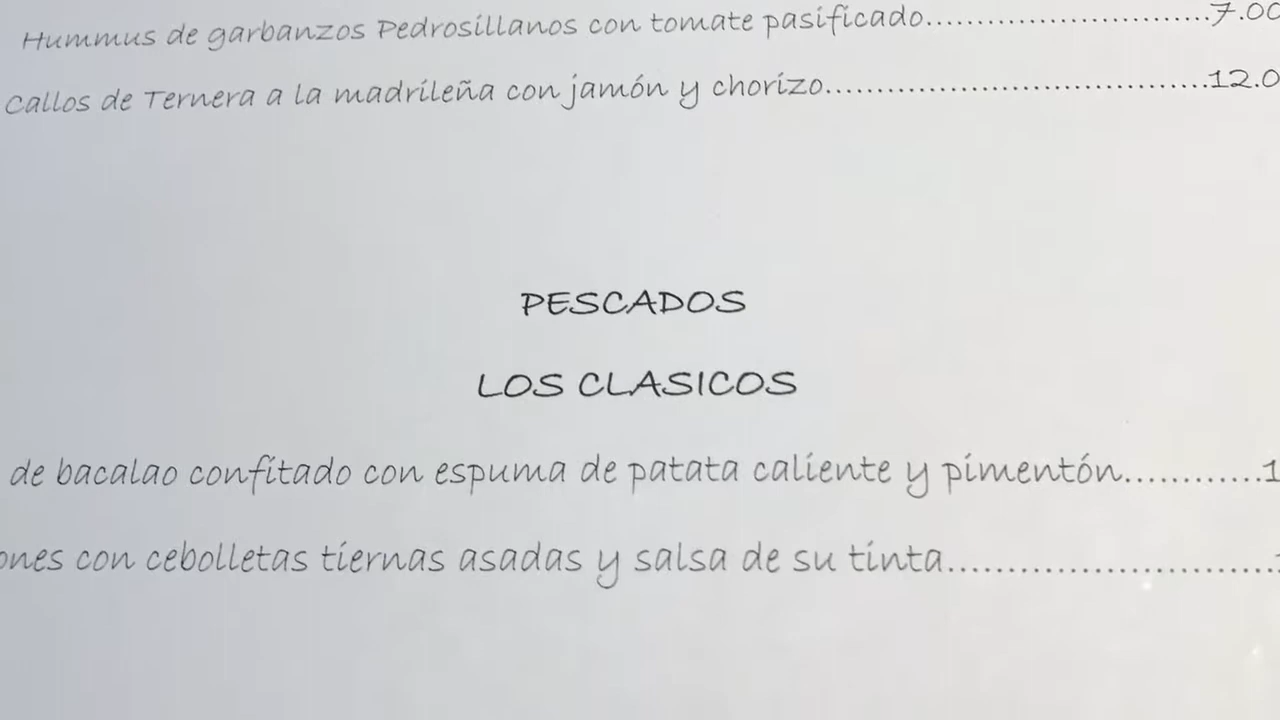 Hummus de garbanzos Pedrosillanos con tomate pasificado..............................7.00
Callos de Ternera a la madrileña con jamón y chorizo.........................................12.0
PESCADOS
LOS CLASICOS
de bacalao confitado con espuma de patata caliente y pimentón............1
con cebolletas tiernas asadas y salsa de su tinta.............................